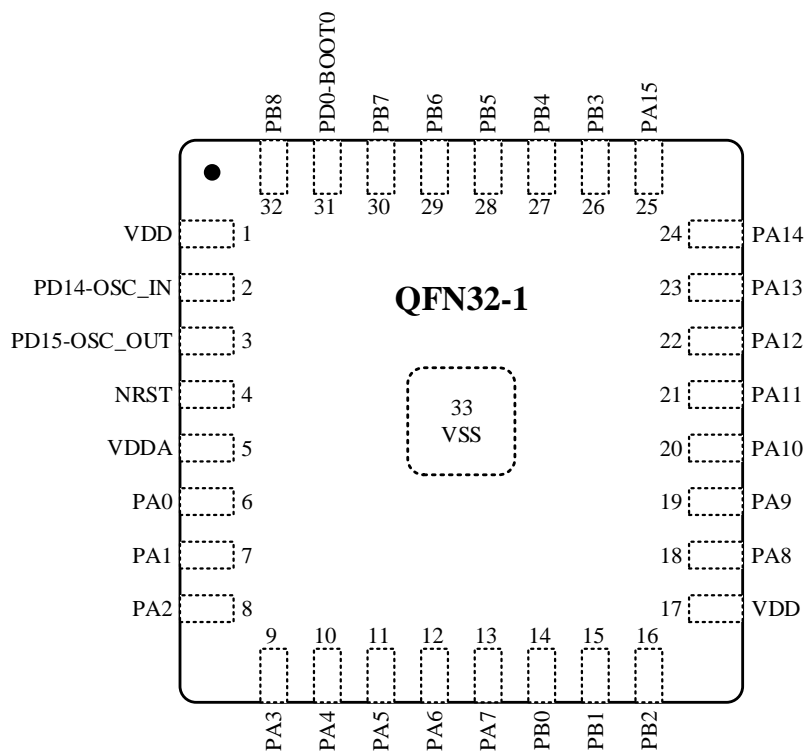 PB8
PD0-BOOT0
PB7
PB6
PB5
PB4
PB3
PA15
32
31
30
29
28
27
26
25
VDD 1
PD14-OSC_IN 2
PD15-OSC_OUT 3
NRST 4
VDDA 5
PA0 6
PA1 7
PA2 8
QFN32-1
33
VSS
24 PA14
23 PA13
22 PA12
21 PA11
20 PA10
19 PA9
18 PA8
17 VDD
9
10
11
12
13
14
15
16
PA3
PA4
PA5
PA6
PA7
PB0
PB1
PB2